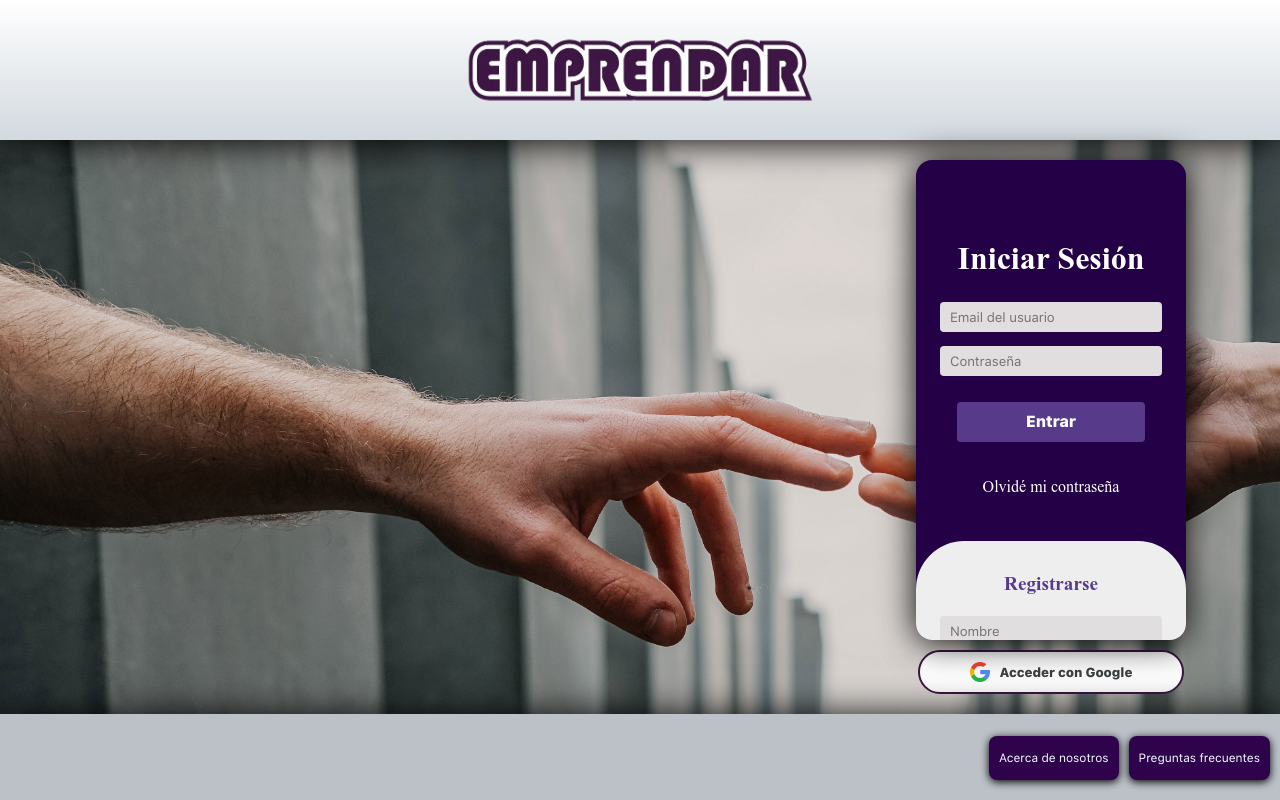 EMPRENDAR
Iniciar Sesión
Email del usuario
Contraseña
Entrar
Olvidé mi contraseña
Registrarse
Nombre
Acceder con Google
Acerca de nosotros
Preguntas frecuentes